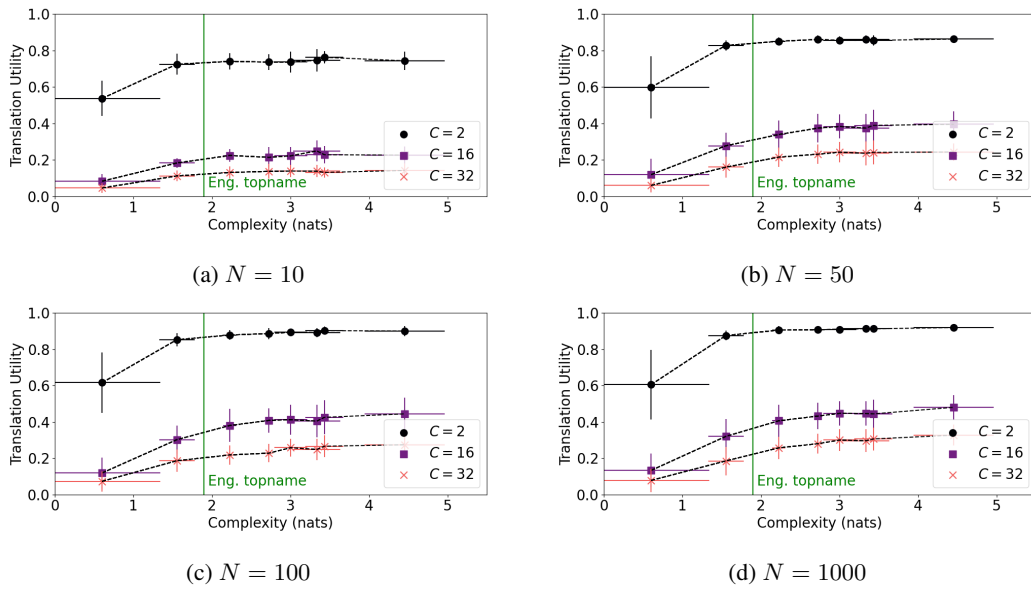 1.0
0.8
0.6
0.4
0.2
0.0
Translation Utility
0 1 2 3 4 5
Complexity (nats)
Eng. topname
C = 2
C = 16
C = 32
(a) N = 10
1.0
0.8
0.6
0.4
0.2
0.0
Translation Utility
0 1 2 3 4 5
Complexity (nats)
Eng. topname
C = 2
C = 16
C = 32
(b) N = 50
1.0
0.8
0.6
0.4
0.2
0.0
Translation Utility
0 1 2 3 4 5
Complexity (nats)
Eng. topname
C = 2
C = 16
C = 32
(c) N = 100
1.0
0.8
0.6
0.4
0.2
0.0
Translation Utility
0 1 2 3 4 5
Complexity (nats)
Eng. topname
C = 2
C = 16
C = 32
(d) N = 1000